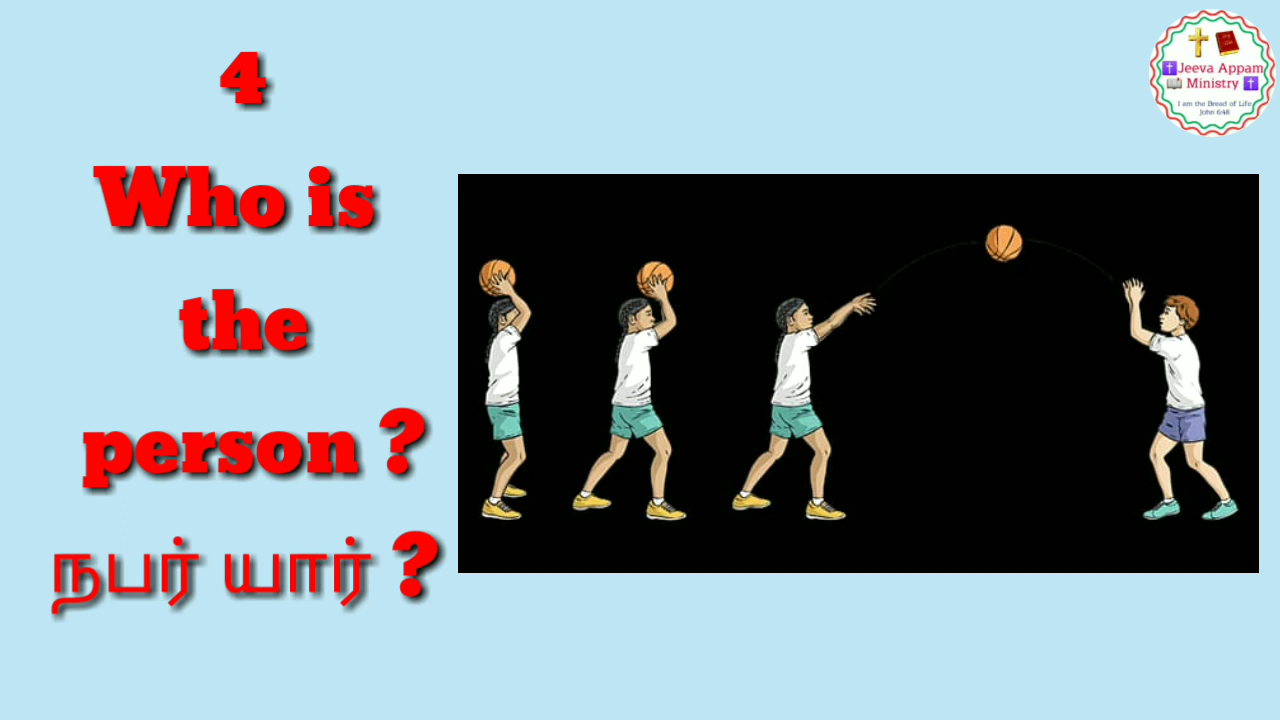 4
Who is
the
person ?
நபர் யார் ?
✝Jeeva Appam
📖 Ministry ✝
I am the Bread of Life
John 6:48